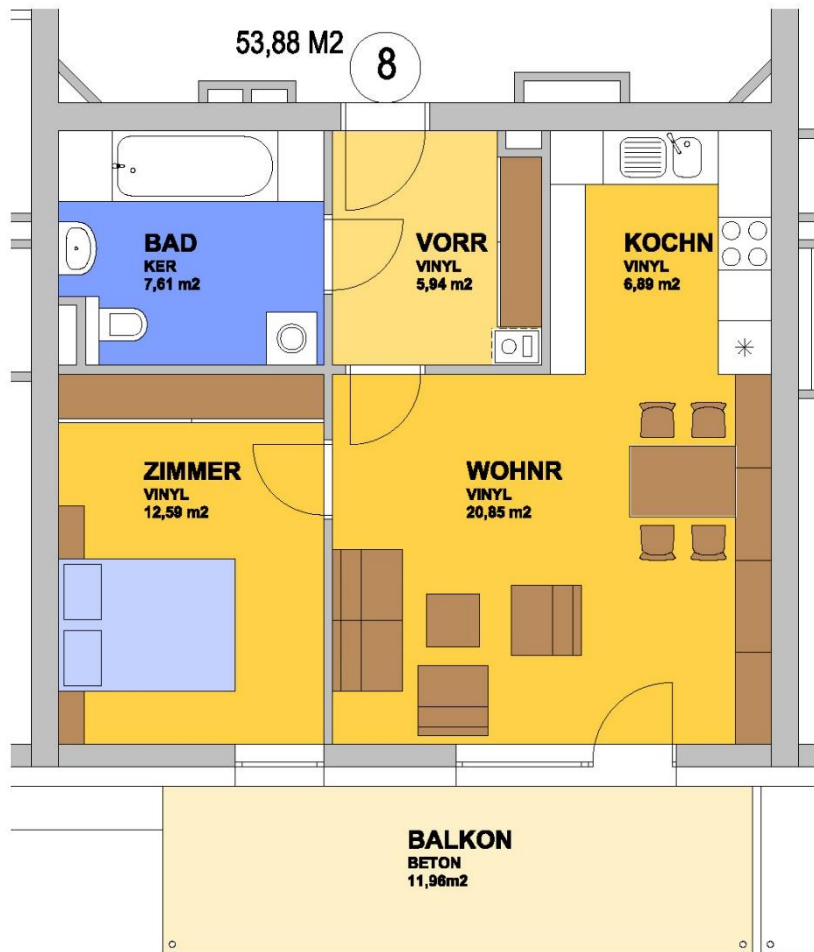 53,88 M2
8
BAD
KER
7,61 m2
VORR
VINYL
5,94 m2
KOCHN
VINYL
6,89 m2
ZIMMER
VINYL
12,59 m2
WOHNR
VINYL
20,85 m2
BALKON
BETON
11,96m2